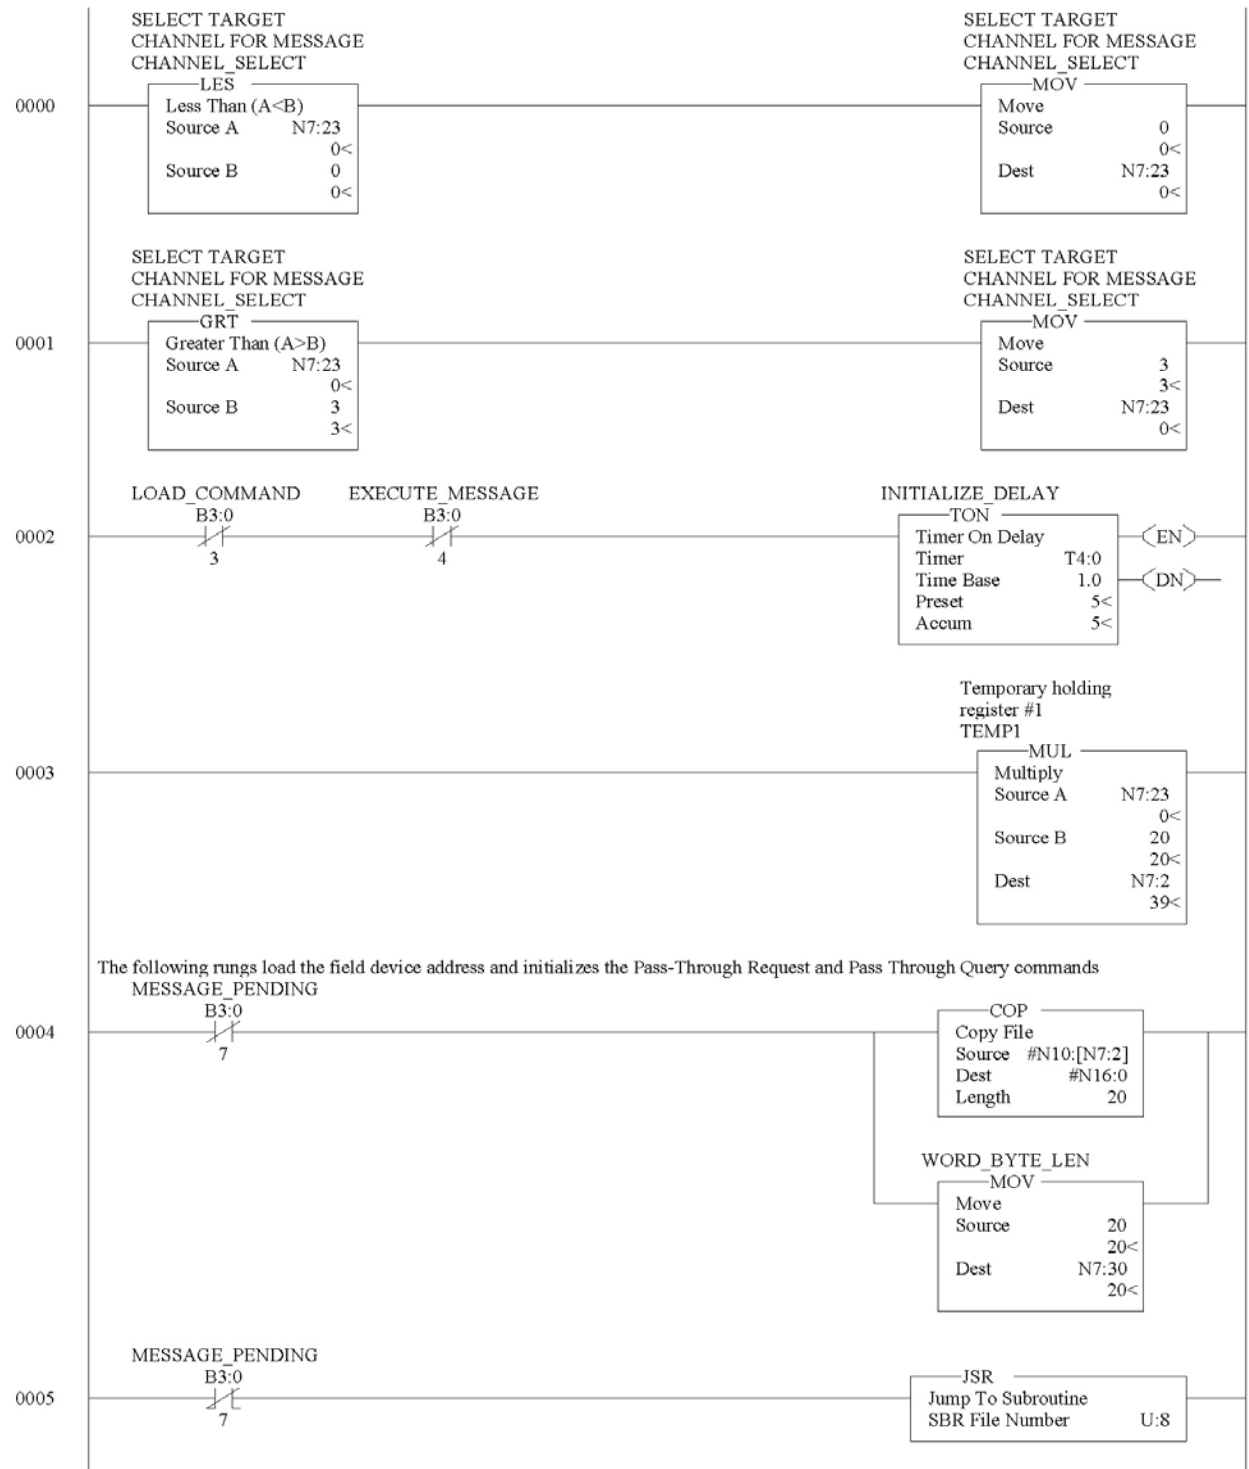 SELECT TARGET
CHANNEL FOR MESSAGE
CHANNEL_SELECT
LES
0000
Less Than (A<B)
Source A N7:23
0<
Source B 0
0<
SELECT TARGET
CHANNEL FOR MESSAGE
CHANNEL_SELECT
MOV
Move
Source 0
0<
Dest N7:23
0<
SELECT TARGET
CHANNEL FOR MESSAGE
CHANNEL_SELECT
GRT
0001
Greater Than (A>B)
Source A N7:23
0<
Source B 3
3<
SELECT TARGET
CHANNEL FOR MESSAGE
CHANNEL_SELECT
MOV
Move
Source 3
3<
Dest N7:23
0<
LOAD_COMMAND
B3:0
0002
3
EXECUTE_MESSAGE
B3:0
4
INITIALIZE_DELAY
TON
Timer On Delay
Timer T4:0
Time Base 1.0
Preset 5<
Accum 5<
EN
DN
Temporary holding
register #1
TEMP1
MUL
0003
Multiply
Source A N7:23
0<
Source B 20
20<
Dest N7:2
39<
The following rungs load the field device address and initializes the Pass-Through Request and Pass Through Query commands
MESSAGE_PENDING
B3:0
0004
7
COP
Copy File
Source #N10:[N7:2]
Dest #N16:0
Length 20
WORD_BYTE_LEN
MOV
Move
Source 20
20<
Dest N7:30
20<
MESSAGE_PENDING
B3:0
0005
7
JSR
Jump To Subroutine
SBR File Number U:8